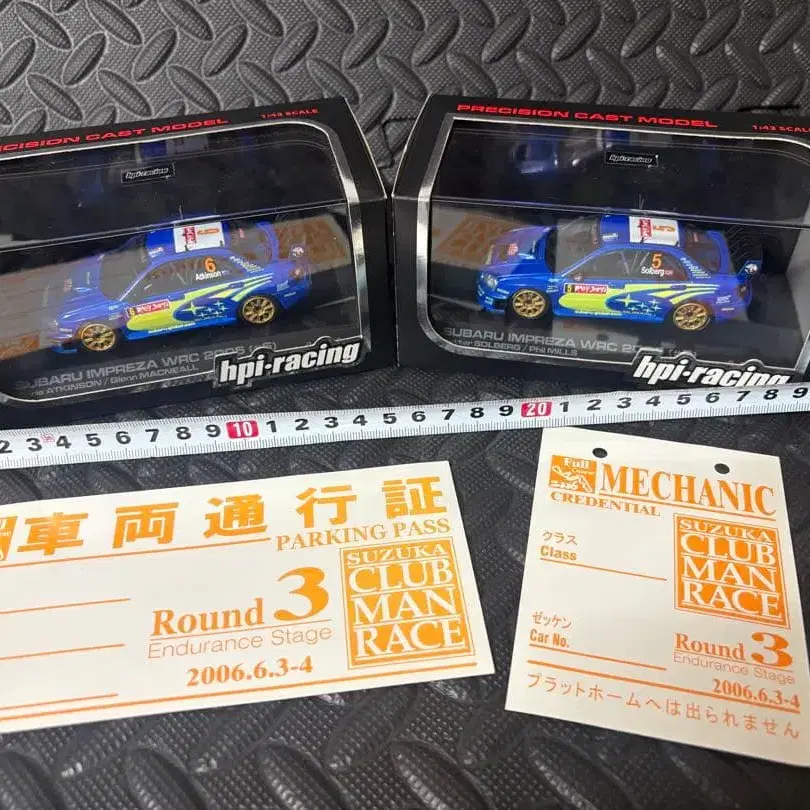 PRECISION CAST MODEL
1:43 SCALE
hpi-racing
6
Atkinson
SUBARU IMPREZA WRC 2005 (#6)
ATKINSON / Glenn MACNEALL
hpi-racing
PRECISION CAST MODEL
1:43 SCALE
hpi-racing
5
Solberg
SUBARU IMPREZA WRC
SOLBERG / Phil MILLS
hpi-racing
2 3 4 5 6 7 8 9 10 1 2 3 4 5 6 7 8 9 20 1 2 3 4 5 6 7 8 9
車両通行証
PARKING PASS
Round 3
Endurance Stage
2006.6.3-4
SUZUKA
CLUB
MAN
RACE
Full
MECHANIC
CREDENTIAL
クラス
Class
SUZUKA
CLUB
MAN
RACE
ゼッケン
Car No.
Round 3
Endurance Stage
2006.6.3-4
プラットホームへは出られません